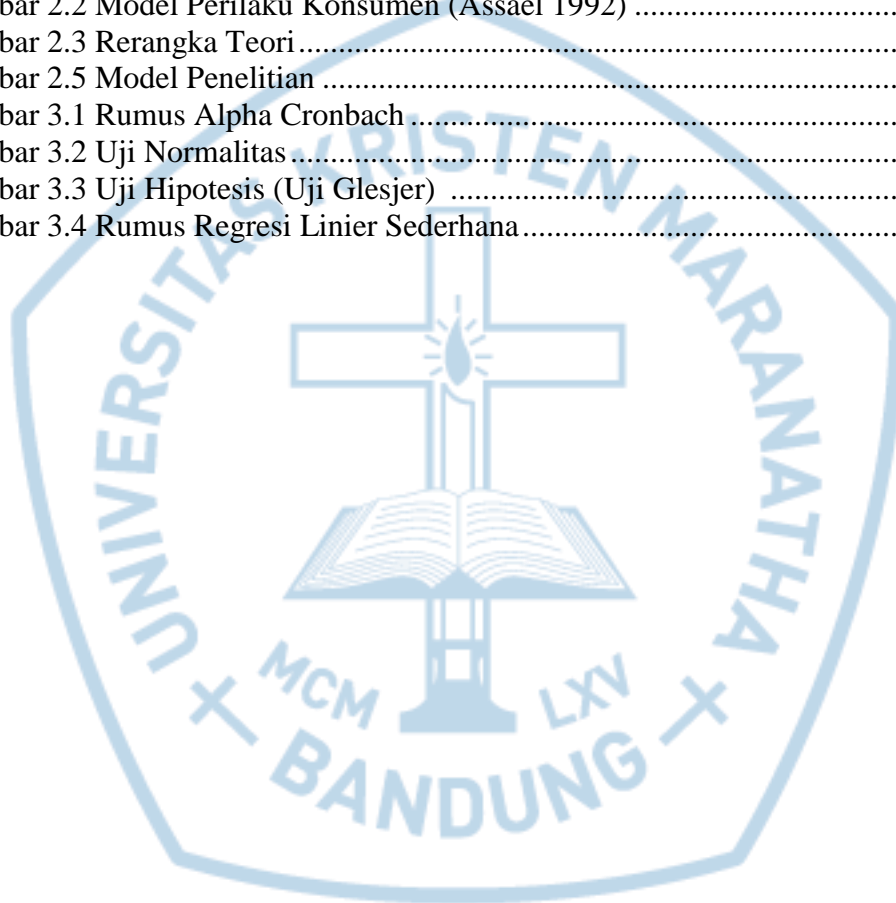 bar 2.2 Model Perilaku Konsumen (Assael 1992) ................................
bar 2.3 Rerangka Teori..........................................................................
bar 2.5 Model Penelitian .......................................................................
bar 3.1 Rumus Alpha Cronbach ............................................................
bar 3.2 Uji Normalitas...........................................................................
bar 3.3 Uji Hipotesis (Uji Glesjer) .......................................................
bar 3.4 Rumus Regresi Linier Sederhana..............................................
UNIVERSITAS KRISTEN MARANATHA
MCM LXV
BANDUNG